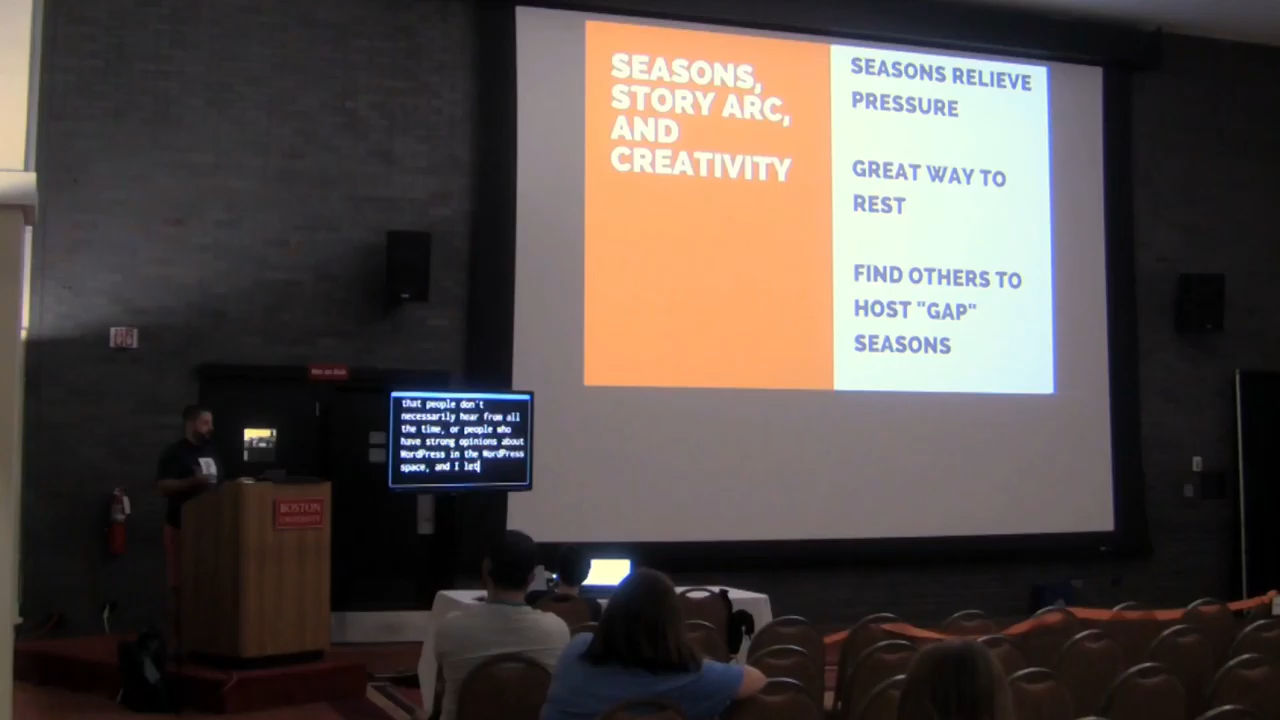 SEASONS,
STORY ARC,
AND
CREATIVITY
SEASONS RELIEVE
PRESSURE
GREAT WAY TO
REST
FIND OTHERS TO
HOST "GAP"
SEASONS
that people don't
necessarily hear from all
the time, or people who
have strong opinions about
WordPress in the WordPress
space, and I let
BOSTON
UNIVERSITY